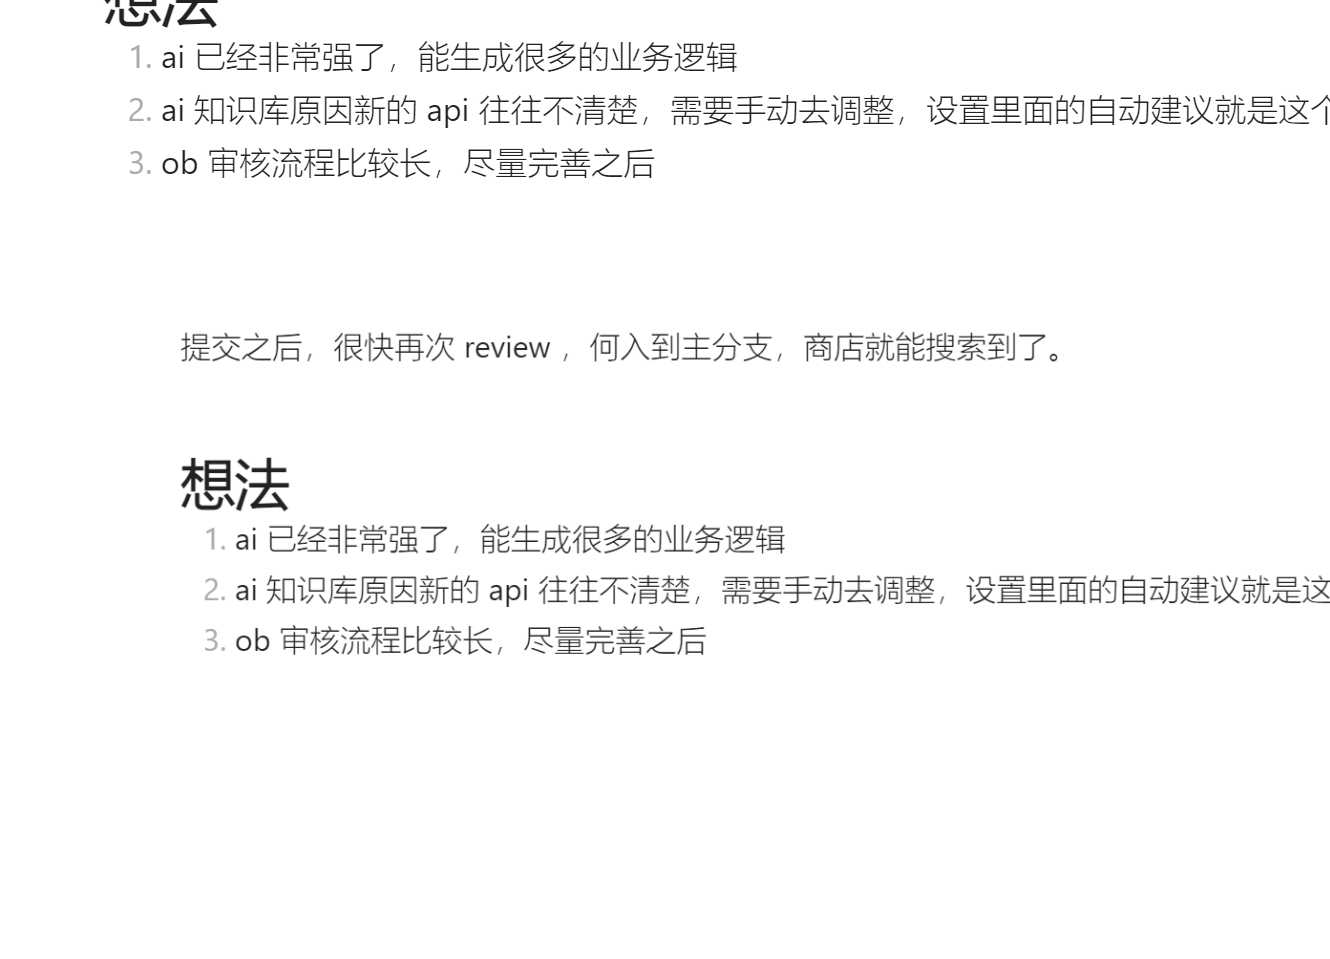 想法
1. ai 已经非常强了，能生成很多的业务逻辑
2. ai 知识库原因新的 api 往往不清楚，需要手动去调整，设置里面的自动建议就是这个
3. ob 审核流程比较长，尽量完善之后
提交之后，很快再次 review ，何入到主分支，商店就能搜索到了。
想法
1. ai 已经非常强了，能生成很多的业务逻辑
2. ai 知识库原因新的 api 往往不清楚，需要手动去调整，设置里面的自动建议就是这
3. ob 审核流程比较长，尽量完善之后